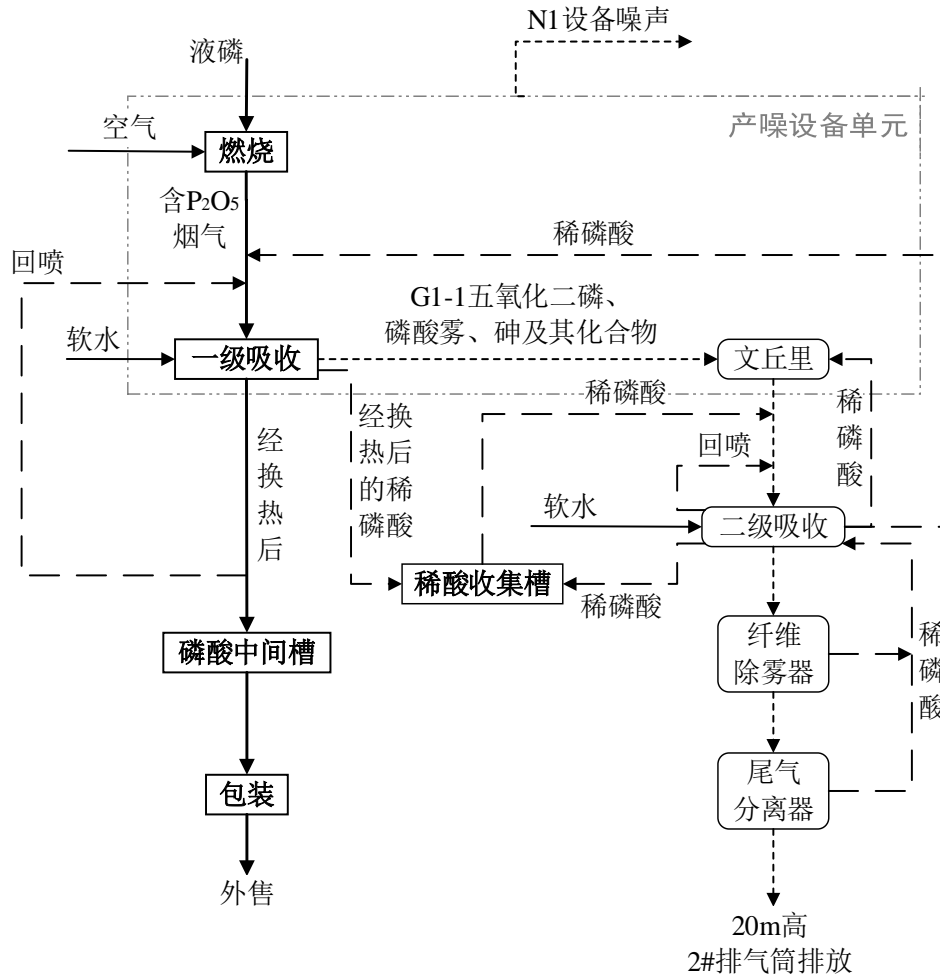 N1设备噪声
液磷
产噪设备单元
空气
燃烧
含P₂O₅
烟气
稀磷酸
回喷
G1-1五氧化二磷、
磷酸雾、砷及其化合物
软水
一级吸收
文丘里
稀磷酸
经换热后的稀磷酸
稀磷酸
经换热后
回喷
软水
二级吸收
稀酸收集槽
稀磷酸
磷酸中间槽
纤维
除雾器
稀磷酸
包装
尾气
分离器
外售
20m高
2#排气筒排放